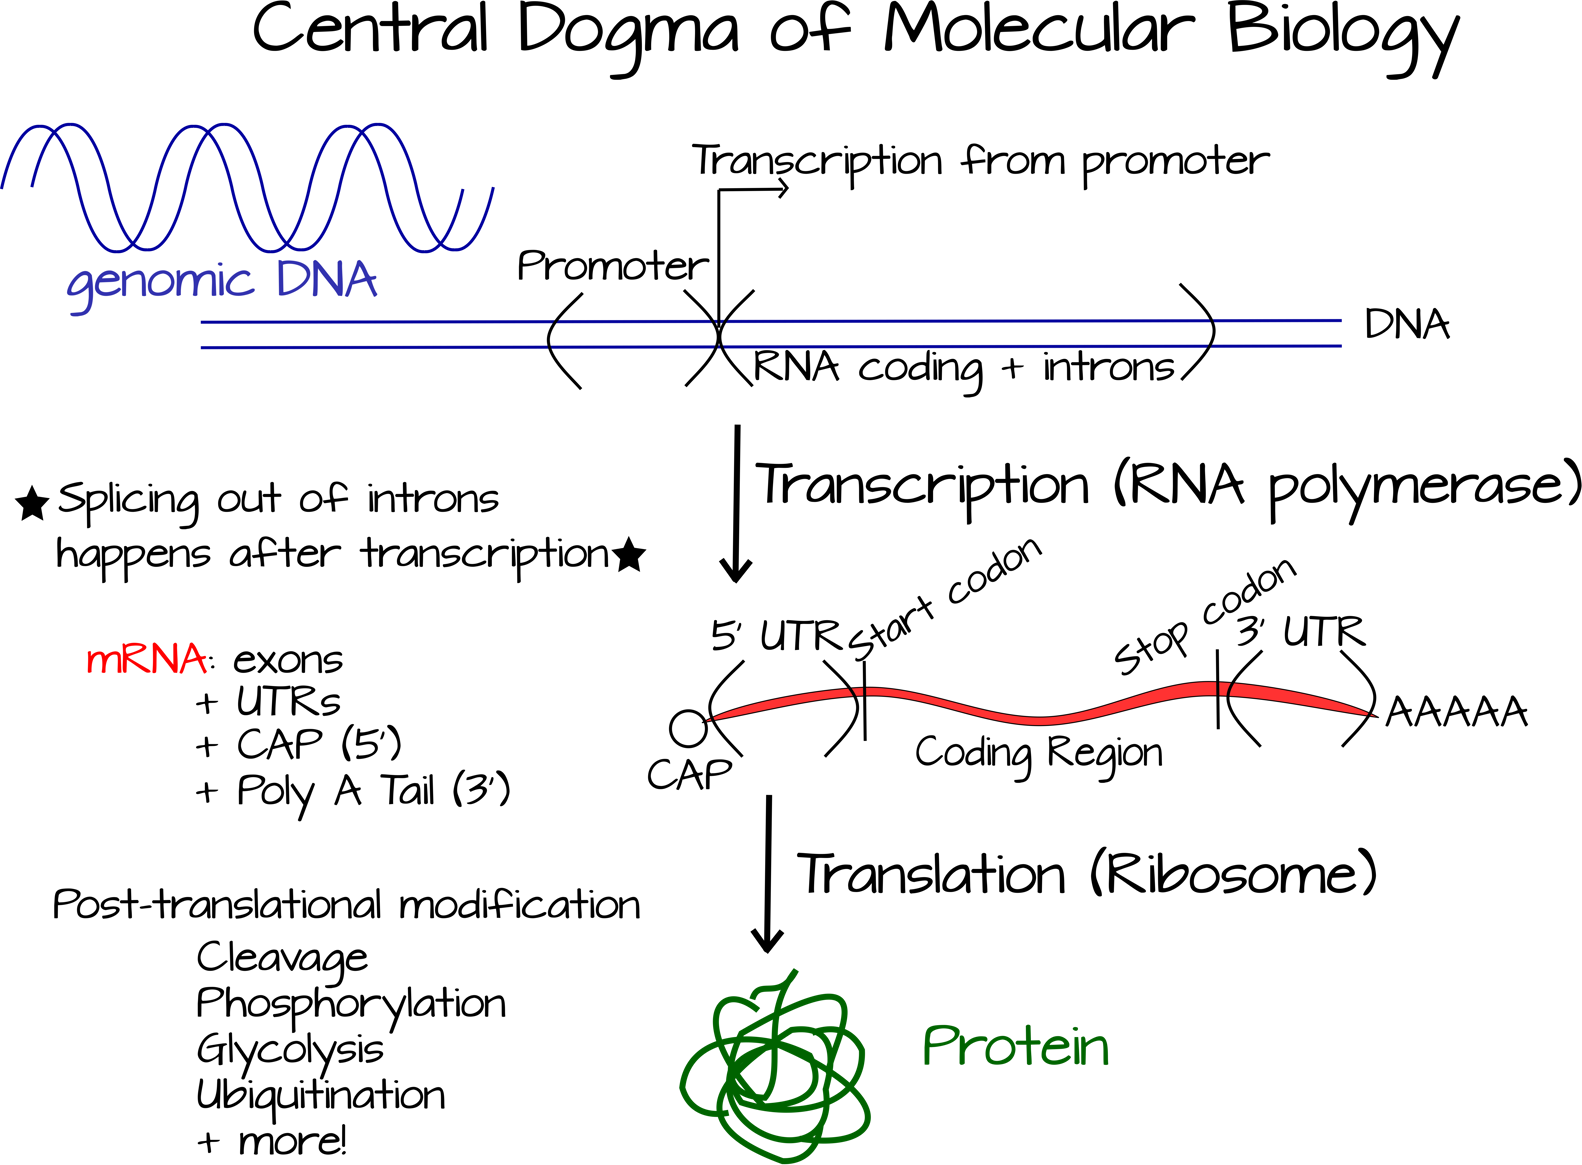 Central Dogma of Molecular Biology
Transcription from promoter
Promoter
genomic DNA
DNA
RNA coding + introns
Transcription (RNA polymerase)
Splicing out of introns
happens after transcription
Start codon
Stop codon
5' UTR
3' UTR
mRNA: exons
+ UTRs
+ CAP (5')
+ Poly A Tail (3')
AAAAA
Coding Region
CAP
Translation (Ribosome)
Post-translational modification
Cleavage
Phosphorylation
Glycolysis
Ubiquitination
+ more!
Protein